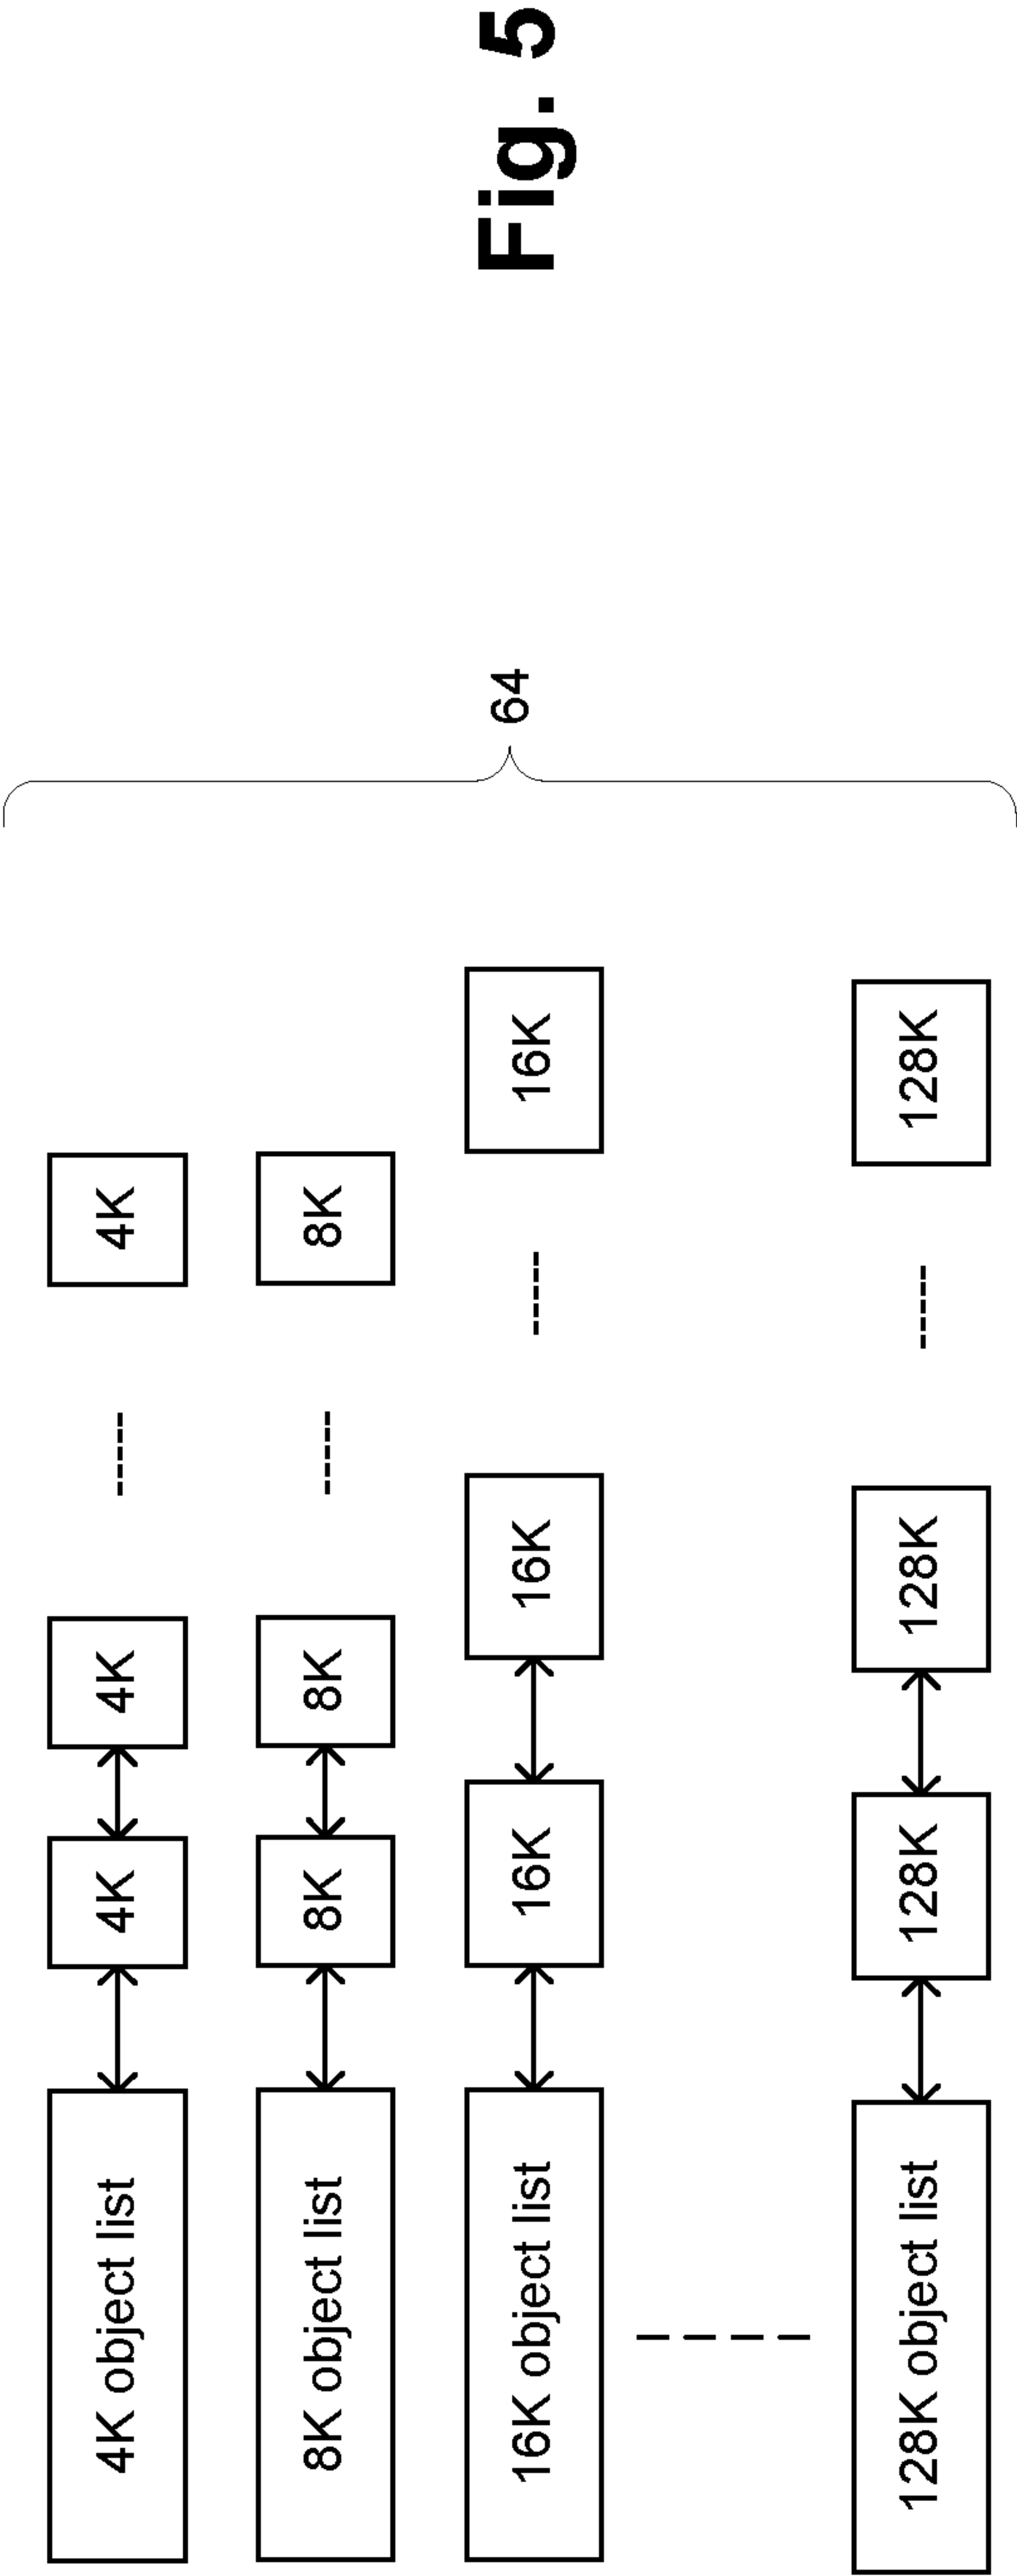 4K object list 4K 4K 4K
8K object list 8K 8K 8K
16K object list 16K 16K 16K
128K object list 128K 128K 128K
64
Fig. 5